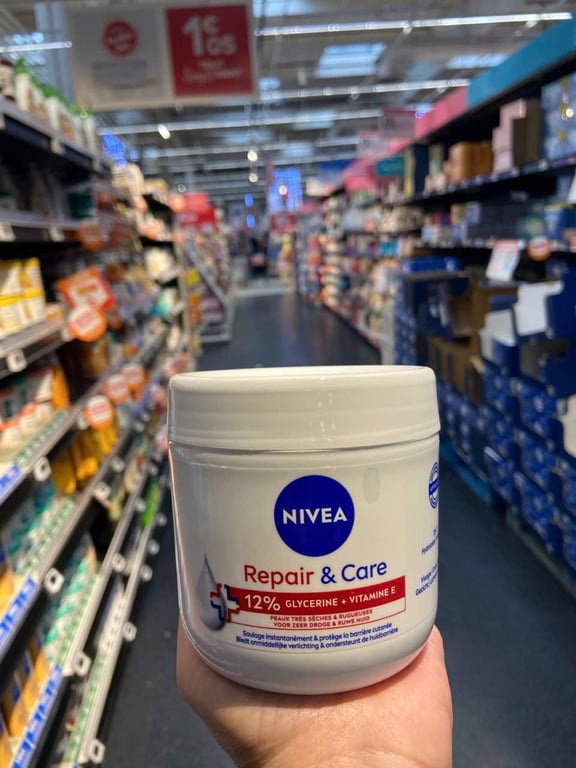 1€05
NIVEA
Repair & Care
12% GLYCERINE + VITAMINE E
PEAUX TRÈS SÈCHES & RUGUEUSES
VOOR ZEER DROGE & RUWE HUID
Soulage instantanément & protège la barrière cutanée
Biedt onmiddellijke verlichting & ondersteunt de huidbarrière